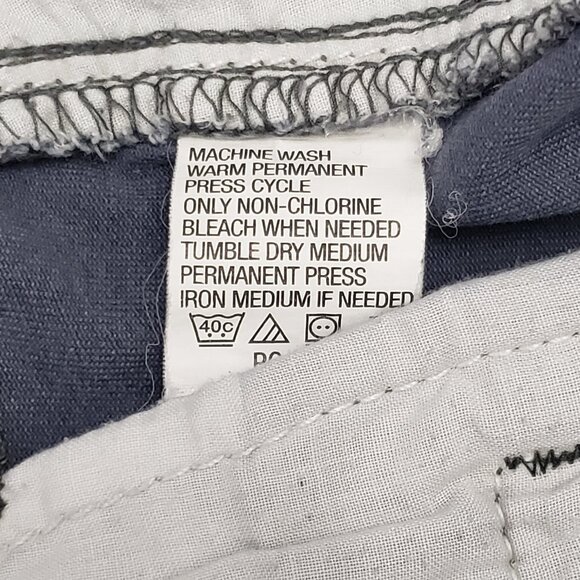 MACHINE WASH
WARM PERMANENT
PRESS CYCLE
ONLY NON-CHLORINE
BLEACH WHEN NEEDED
TUMBLE DRY MEDIUM
PERMANENT PRESS
IRON MEDIUM IF NEEDED
40c